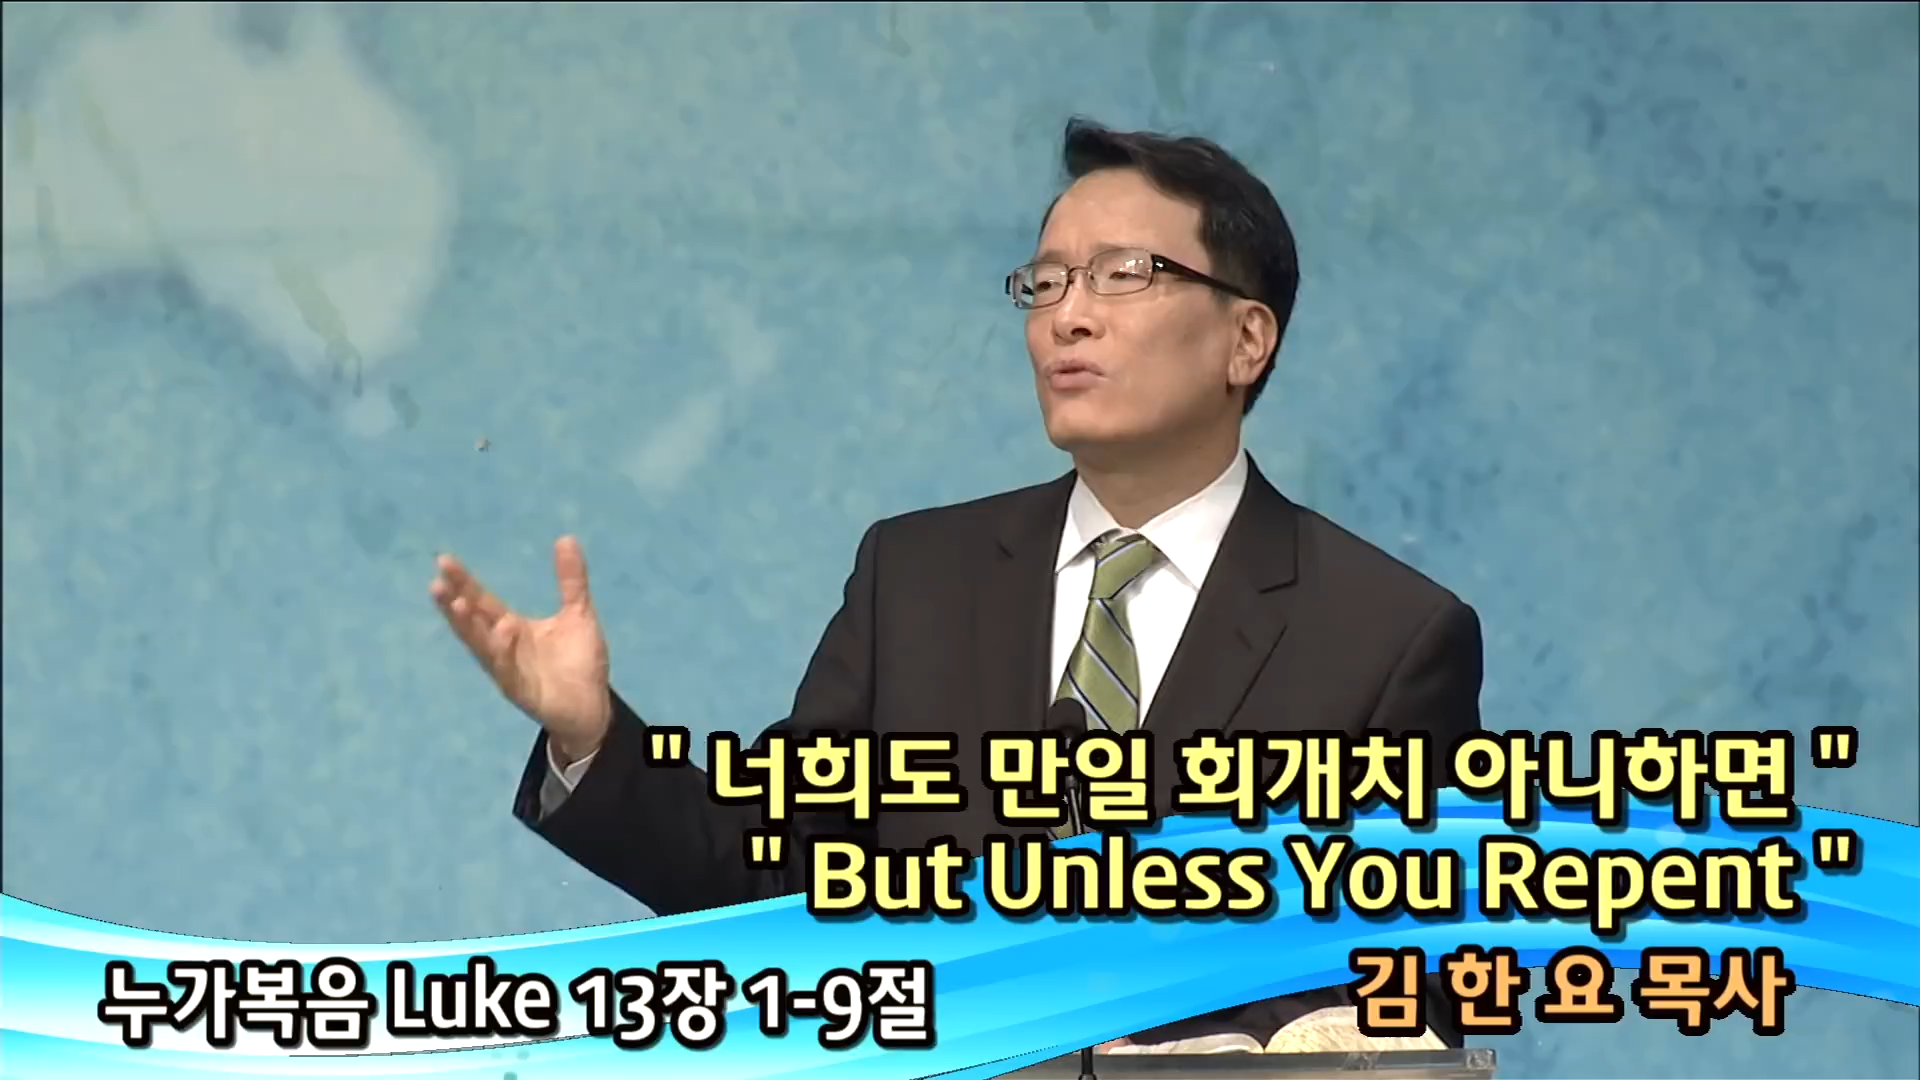 " 너희도 만일 회개치 아니하면 "
" But Unless You Repent "
누가복음 Luke 13장 1-9절
김 한 요 목사